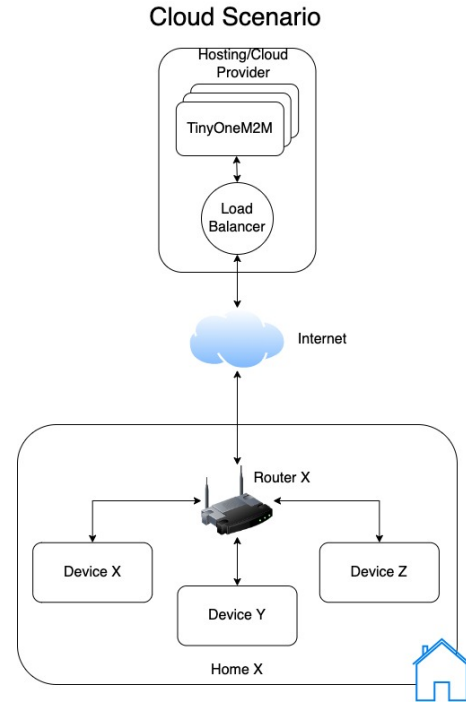 Cloud Scenario
Hosting/Cloud
Provider
TinyOneM2M
Load
Balancer
Internet
Router X
Device X
Device Z
Device Y
Home X